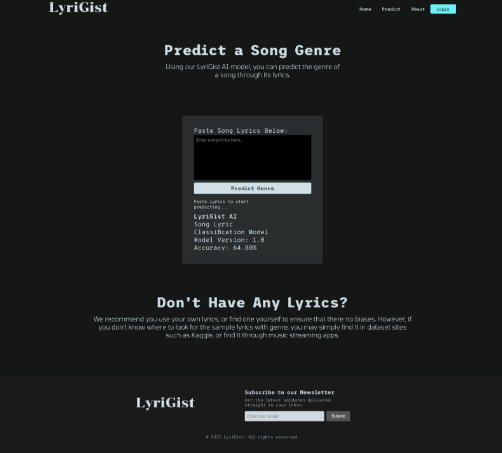 LyriGist
Home Predict About Login
Predict a Song Genre
Using our LyriGist AI model, you can predict the genre of
a song through its lyrics.
Paste Song Lyrics Below:
Enter song lyrics here...
Predict Genre
Paste lyrics to start
predicting...
LyriGist AI
Song Lyric
Classification Model
Model Version: 1.0
Accuracy: 64.00%
Don't Have Any Lyrics?
We recommend you use your own lyrics, or find one yourself to ensure that there no biases. However, if
you don't know where to look for the sample lyrics with genre, you may simply find it in dataset sites
such as Kaggle, or find it through music streaming apps.
LyriGist
Subscribe to our Newsletter
Get the latest updates delivered
straight to your inbox.
Enter your email
Submit
© 2023 LyriGist. All rights reserved.